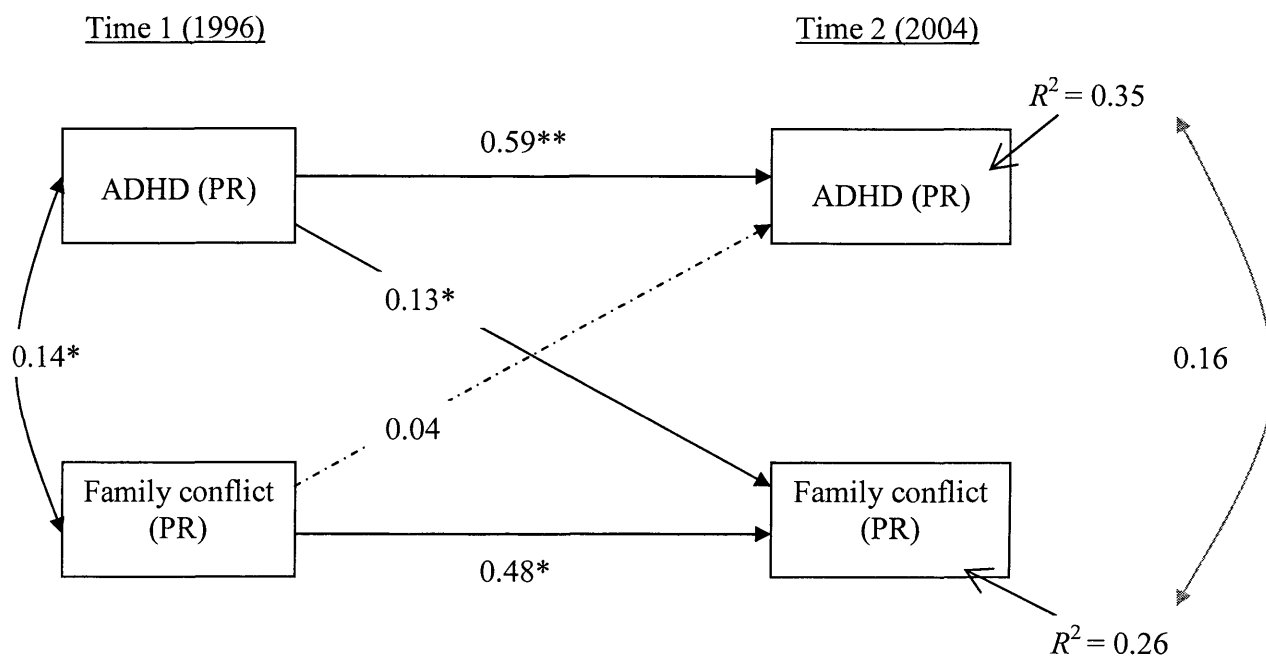 Time 1 (1996)
Time 2 (2004)
R² = 0.35
0.59**
ADHD (PR)
ADHD (PR)
0.13*
0.14*
0.16
0.04
Family conflict
(PR)
Family conflict
(PR)
0.48*
R² = 0.26